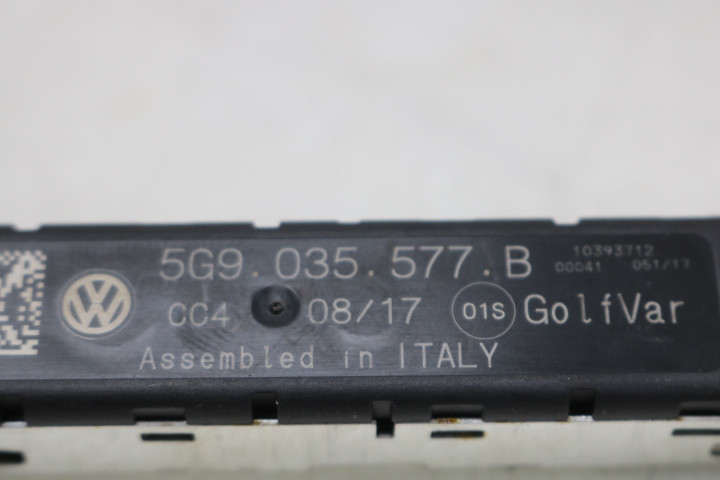 5G9.035.577.B
10393712
00041 051/17
CC4 08/17 01S GolfVar
Assembled in ITALY